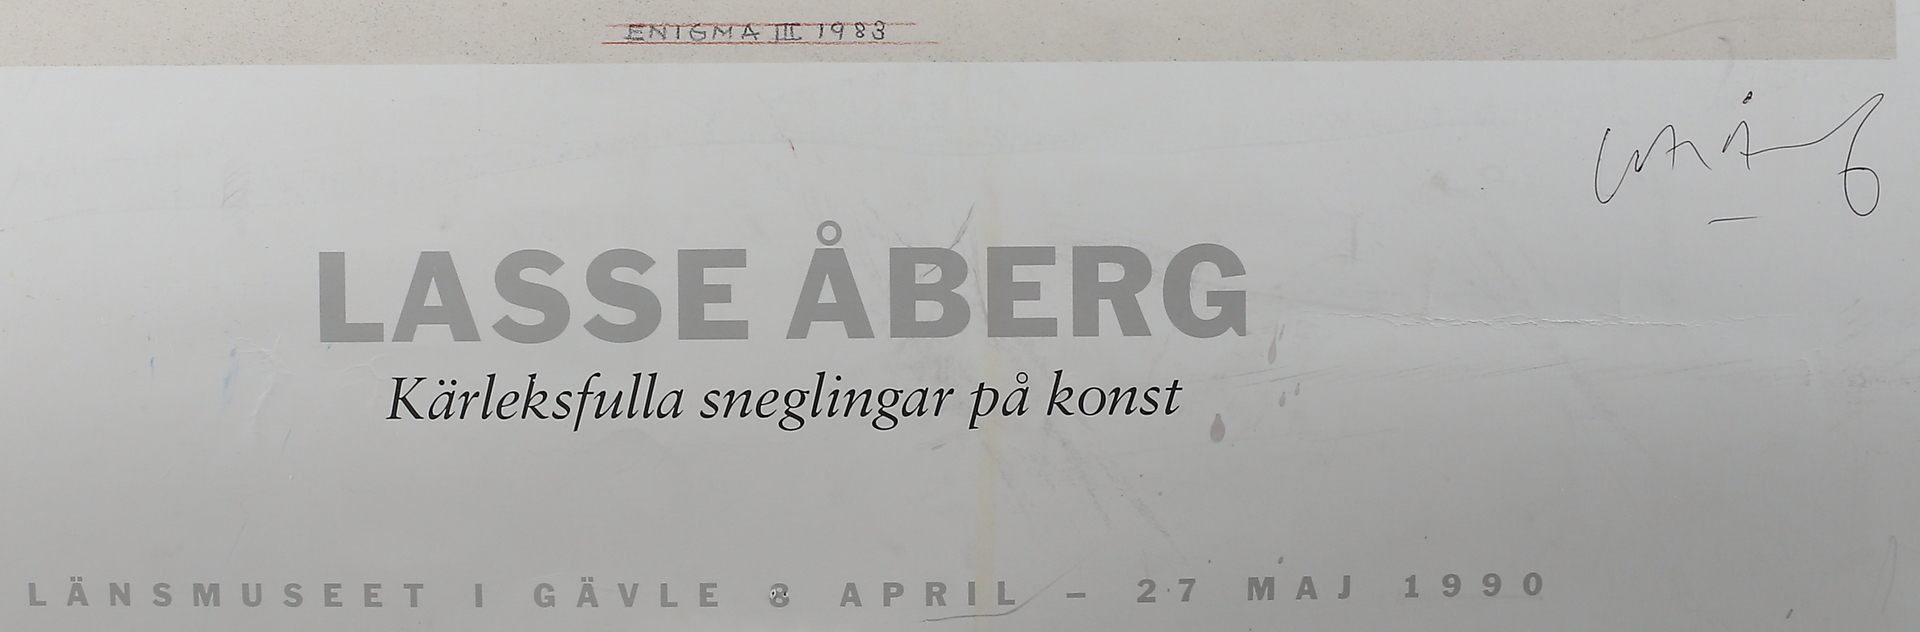 ENIGMA III 1983
LASSE ÅBERG
Kärleksfulla sneglingar på konst
LÄNSMUSEET I GÄVLE 8 APRIL – 27 MAJ 1990